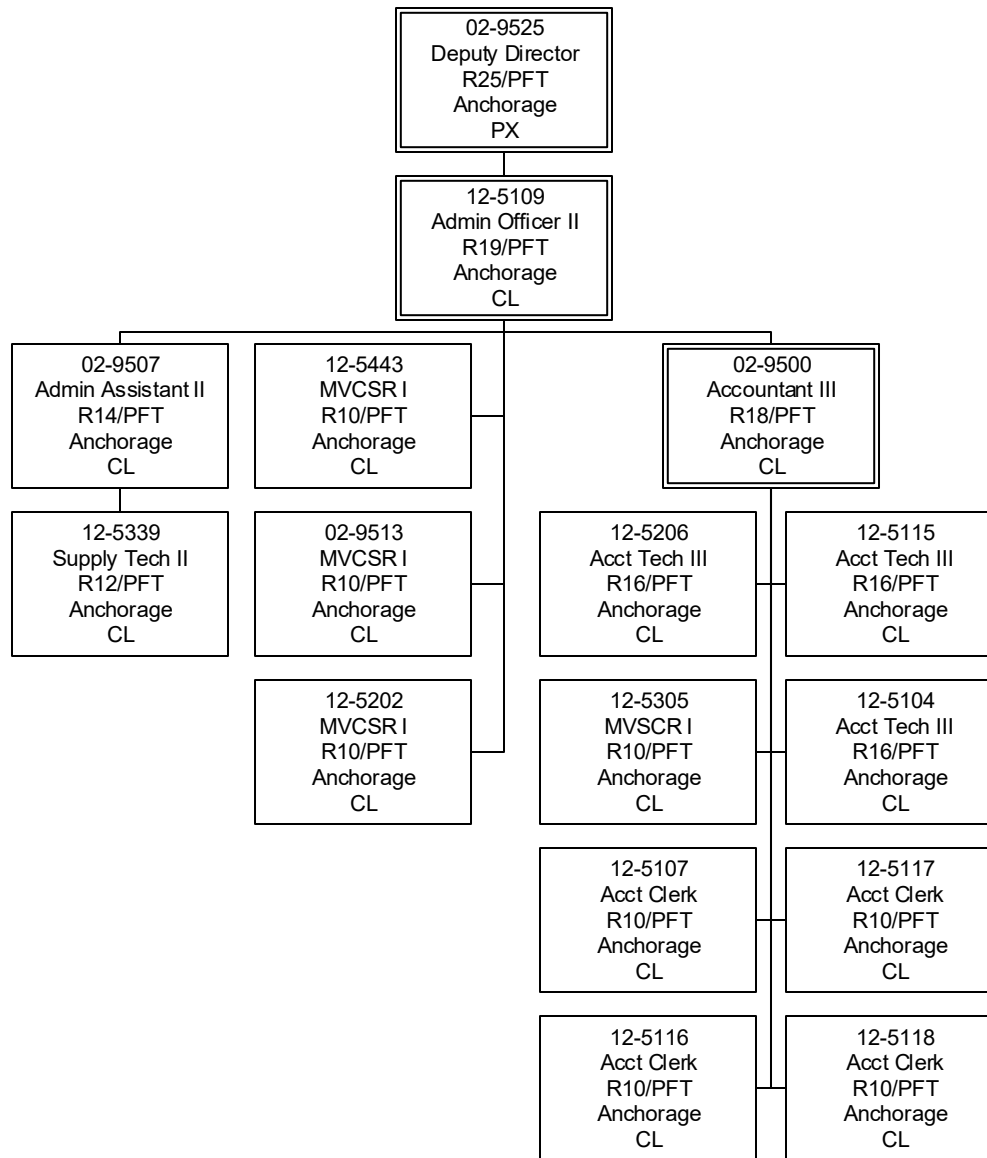 02-9525
Deputy Director
R25/PFT
Anchorage
PX
12-5109
Admin Officer II
R19/PFT
Anchorage
CL
02-9507
Admin Assistant II
R14/PFT
Anchorage
CL
12-5443
MVCSR I
R10/PFT
Anchorage
CL
02-9500
Accountant III
R18/PFT
Anchorage
CL
12-5339
Supply Tech II
R12/PFT
Anchorage
CL
02-9513
MVCSR I
R10/PFT
Anchorage
CL
12-5206
Acct Tech III
R16/PFT
Anchorage
CL
12-5115
Acct Tech III
R16/PFT
Anchorage
CL
12-5202
MVCSR I
R10/PFT
Anchorage
CL
12-5305
MVSCR I
R10/PFT
Anchorage
CL
12-5104
Acct Tech III
R16/PFT
Anchorage
CL
12-5107
Acct Clerk
R10/PFT
Anchorage
CL
12-5117
Acct Clerk
R10/PFT
Anchorage
CL
12-5116
Acct Clerk
R10/PFT
Anchorage
CL
12-5118
Acct Clerk
R10/PFT
Anchorage
CL